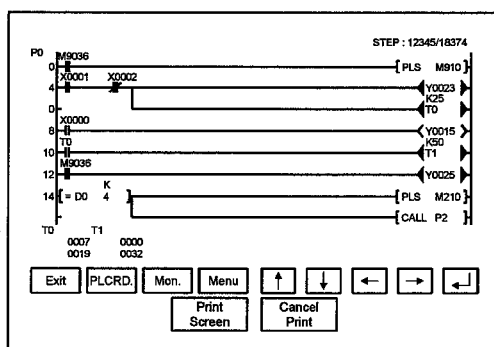 STEP : 12345/18374
P0
M9036
0 [ PLS M910 ]
X0001 X0002
4 Y0023
K25
0 T0
X0000
8 Y0015
T0 K50
10 T1
M9036
12 Y0025
K
14 [ = D0 4 ] [ PLS M210 ]
[ CALL P2 ]
T0 T1
0007 0000
0019 0032
Exit PLCRD. Mon. Menu ↑ ↓ ← → ↵
Print Screen Cancel Print